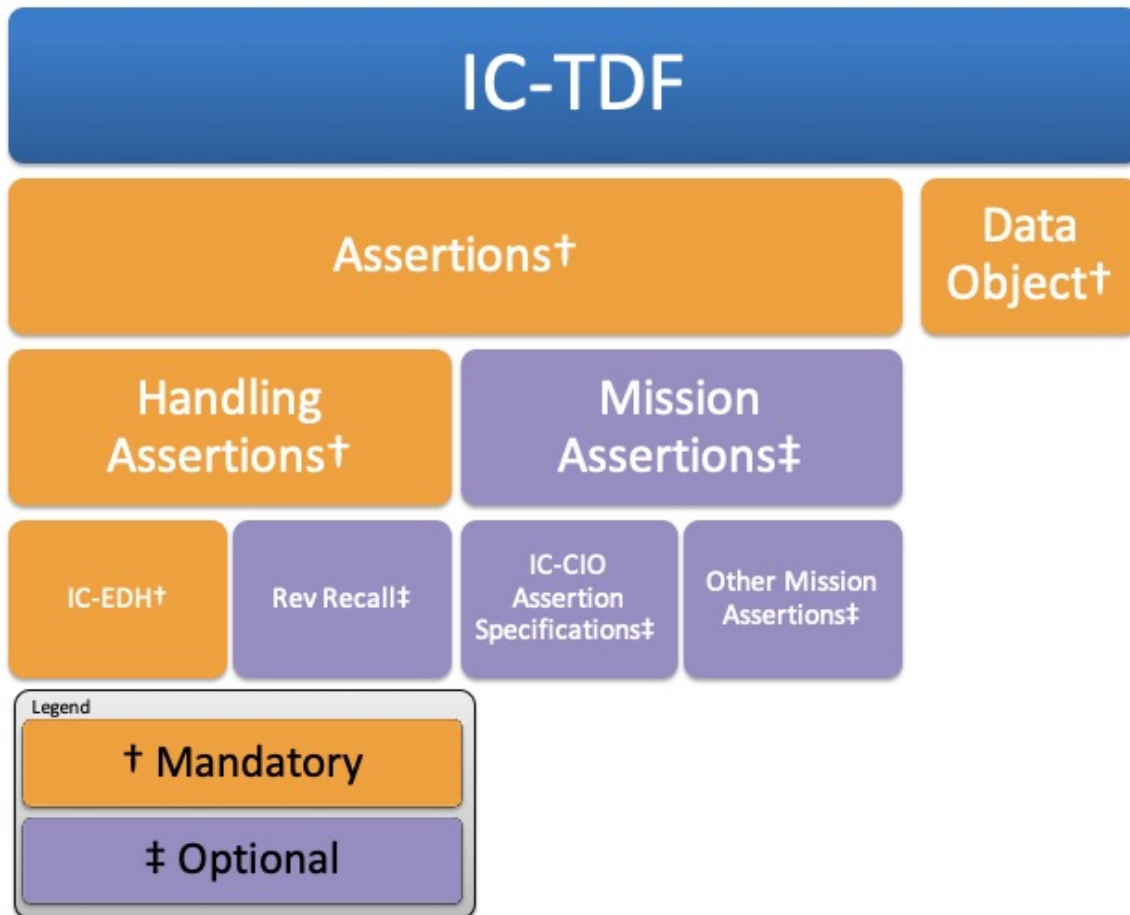 IC-TDF
Assertions†
Data
Object†
Handling
Assertions†
Mission
Assertions‡
IC-EDH†
Rev Recall‡
IC-CIO
Assertion
Specifications‡
Other Mission
Assertions‡
Legend
† Mandatory
‡ Optional